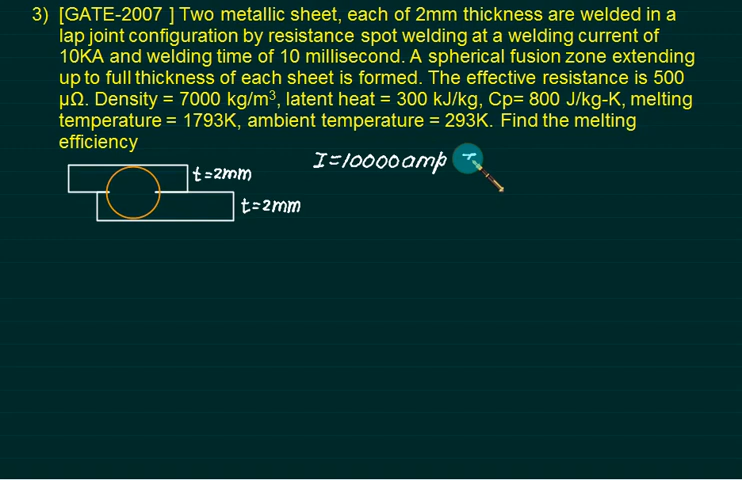 3) [GATE-2007 ] Two metallic sheet, each of 2mm thickness are welded in a
lap joint configuration by resistance spot welding at a welding current of
10KA and welding time of 10 millisecond. A spherical fusion zone extending
up to full thickness of each sheet is formed. The effective resistance is 500
μΩ. Density = 7000 kg/m³, latent heat = 300 kJ/kg, Cp= 800 J/kg-K, melting
temperature = 1793K, ambient temperature = 293K. Find the melting
efficiency
I=10000amp
t=2mm
t=2mm